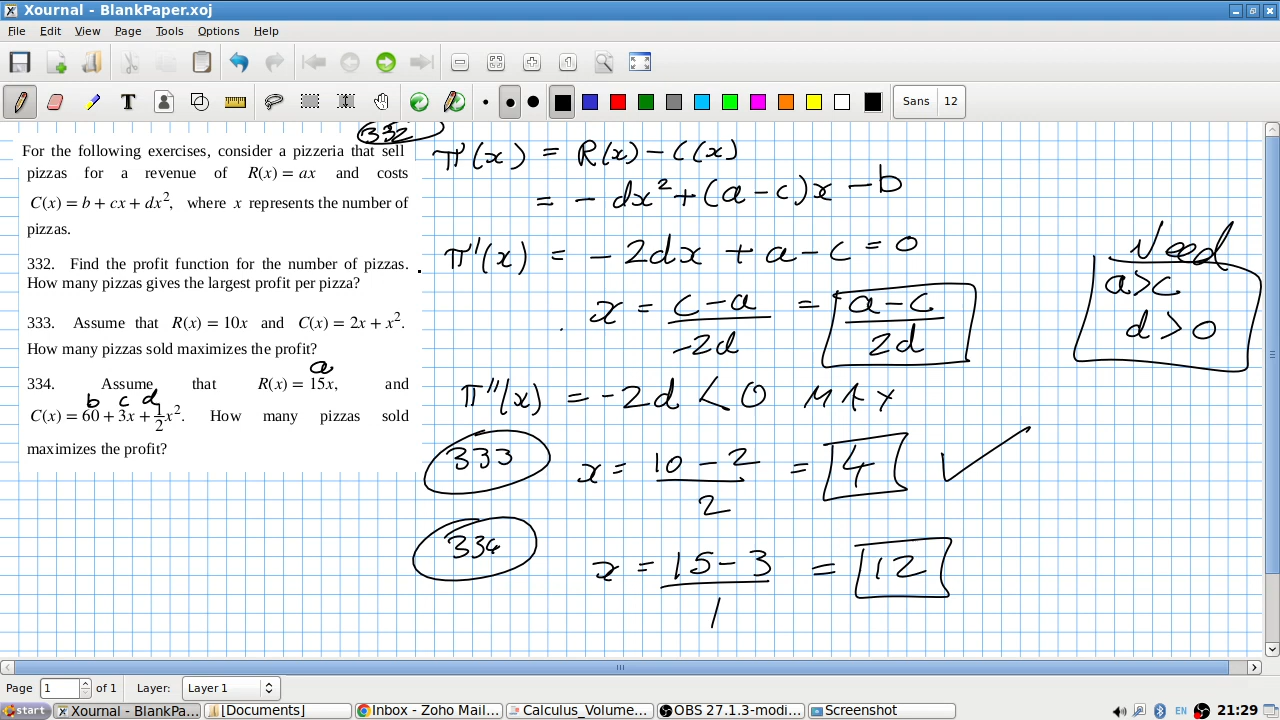 Xournal - BlankPaper.xoj
File Edit View Page Tools Options Help
Sans 12
For the following exercises, consider a pizzeria that sell
pizzas for a revenue of R(x) = ax and costs
C(x) = b + cx + dx², where x represents the number of
pizzas.
332. Find the profit function for the number of pizzas.
How many pizzas gives the largest profit per pizza?
333. Assume that R(x) = 10x and C(x) = 2x + x².
How many pizzas sold maximizes the profit?
a
334. Assume that R(x) = 15x, and
b c d
C(x) = 60 + 3x + 1/2 x². How many pizzas sold
maximizes the profit?
332
π(x) = R(x) - C(x)
= - dx² + (a - c)x - b
π'(x) = - 2dx + a - c = 0
x = c - a / -2d = a - c / 2d
π''(x) = -2d < 0 MAX
333 x = 10 - 2 / 2 = 4 ✓
334 x = 15 - 3 / 1 = 12
Need
a > c
d > 0
Page 1 of 1 Layer: Layer 1
start Xournal - BlankPa... [Documents] Inbox - Zoho Mail... Calculus_Volume... OBS 27.1.3-modi... Screenshot EN 21:29